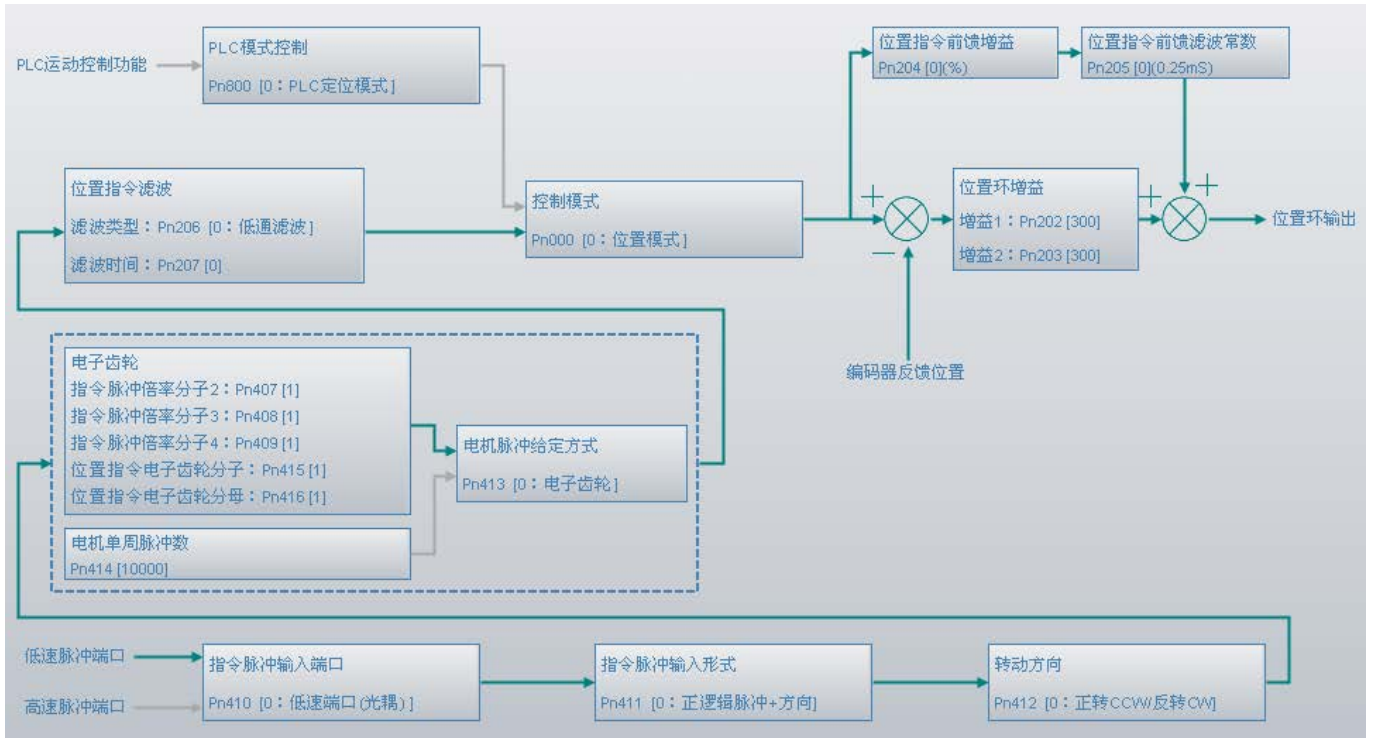 PLC运动控制功能
PLC模式控制
Pn800 [0：PLC定位模式]
位置指令前馈增益
Pn204 [0](%)
位置指令前馈滤波常数
Pn205 [0](0.25mS)
位置指令滤波
滤波类型：Pn206 [0：低通滤波]
滤波时间：Pn207 [0]
控制模式
Pn000 [0：位置模式]
+
−
位置环增益
增益1：Pn202 [300]
增益2：Pn203 [300]
+
+
位置环输出
编码器反馈位置
电子齿轮
指令脉冲倍率分子2：Pn407 [1]
指令脉冲倍率分子3：Pn408 [1]
指令脉冲倍率分子4：Pn409 [1]
位置指令电子齿轮分子：Pn415 [1]
位置指令电子齿轮分母：Pn416 [1]
电机脉冲给定方式
Pn413 [0：电子齿轮]
电机单周脉冲数
Pn414 [10000]
低速脉冲端口
高速脉冲端口
指令脉冲输入端口
Pn410 [0：低速端口(光耦)]
指令脉冲输入形式
Pn411 [0：正逻辑脉冲+方向]
转动方向
Pn412 [0：正转CCW/反转CW]